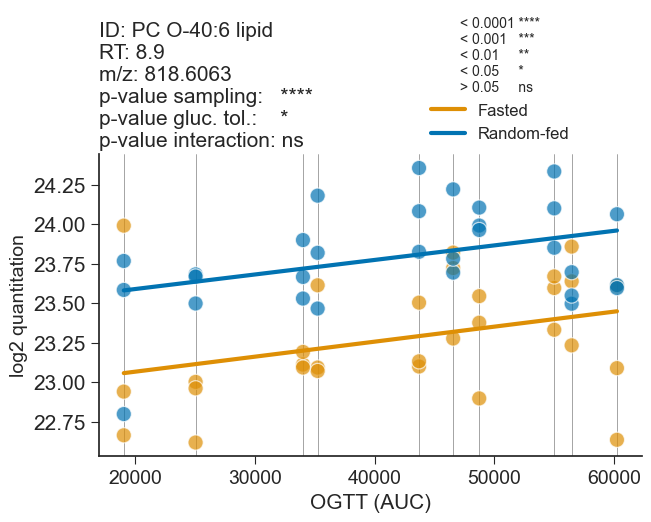 ID: PC O-40:6 lipid
RT: 8.9
m/z: 818.6063
p-value sampling: ****
p-value gluc. tol.: *
p-value interaction: ns
< 0.0001 ****
< 0.001 ***
< 0.01 **
< 0.05 *
> 0.05 ns
Fasted
Random-fed
log2 quantitation
24.25
24.00
23.75
23.50
23.25
23.00
22.75
20000 30000 40000 50000 60000
OGTT (AUC)